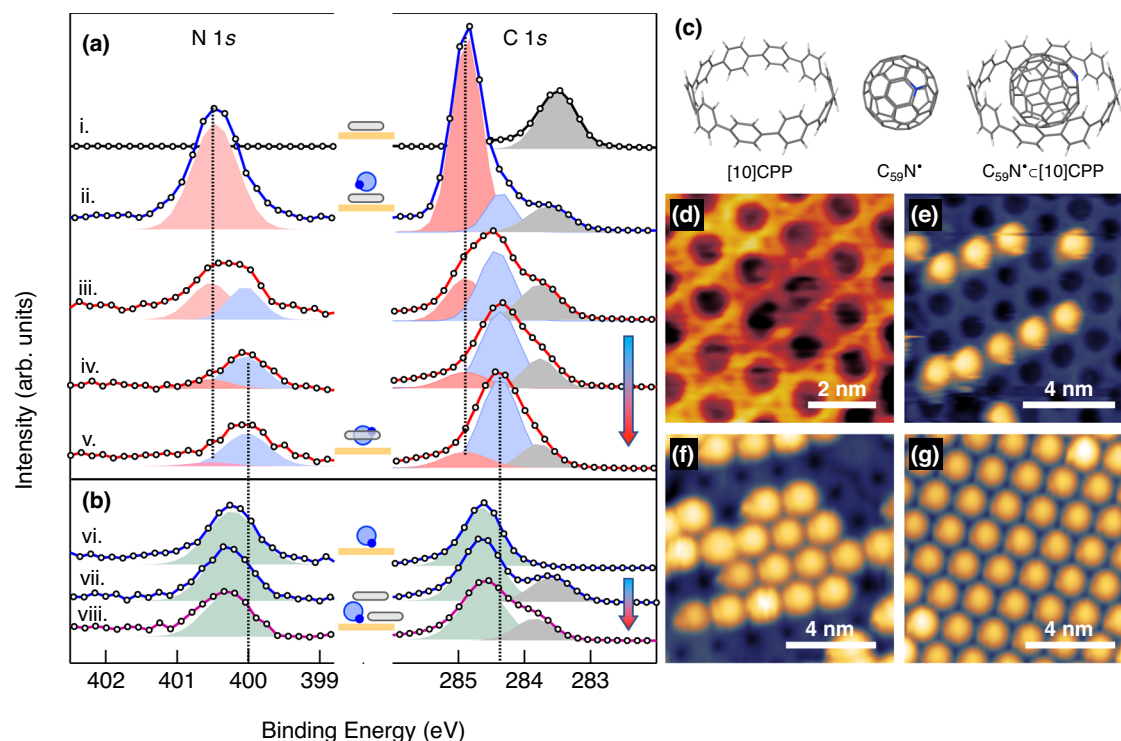 (a)
N 1s
C 1s
i.
ii.
iii.
iv.
v.
(b)
vi.
vii.
viii.
Intensity (arb. units)
402 401 400 399 285 284 283
Binding Energy (eV)
(c)
[10]CPP
C₅₉N•
C₅₉N•⊂[10]CPP
(d)
2 nm
(e)
4 nm
(f)
4 nm
(g)
4 nm